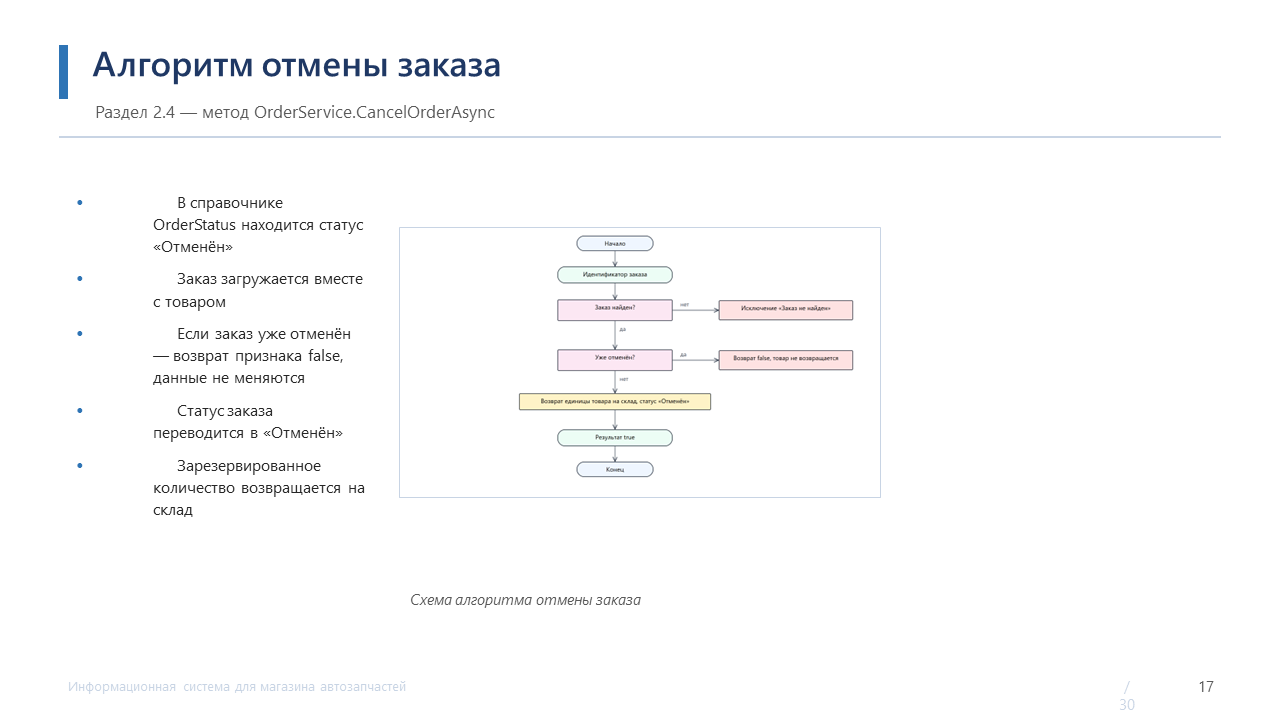 Алгоритм отмены заказа
Раздел 2.4 — метод OrderService.CancelOrderAsync
• В справочнике
OrderStatus находится статус
«Отменён»
• Заказ загружается вместе
с товаром
• Если заказ уже отменён
— возврат признака false,
данные не меняются
• Статус заказа
переводится в «Отменён»
• Зарезервированное
количество возвращается на
склад
Начало
Идентификатор заказа
Заказ найден?
нет
Исключение «Заказ не найден»
да
Уже отменён?
да
Возврат false, товар не возвращается
нет
Возврат единицы товара на склад, статус «Отменён»
Результат true
Конец
Схема алгоритма отмены заказа
Информационная система для магазина автозапчастей
/
30
17